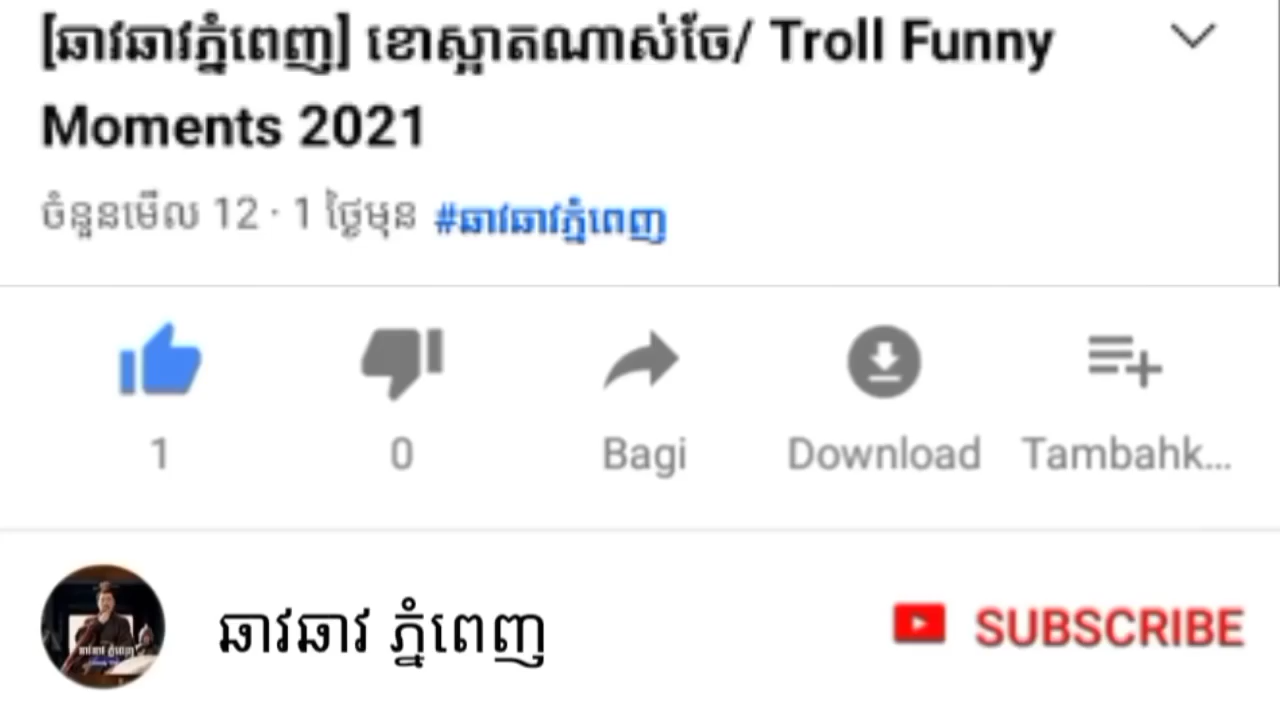 [ឆាវឆាវភ្នំពេញ] ខោស្អាតណាស់ចែ/ Troll Funny
Moments 2021
ចំនួនមើល 12 · 1 ថ្ងៃមុន #ឆាវឆាវភ្នំពេញ
1
0
Bagi
Download
Tambahk...
ឆាវឆាវ ភ្នំពេញ
SUBSCRIBE